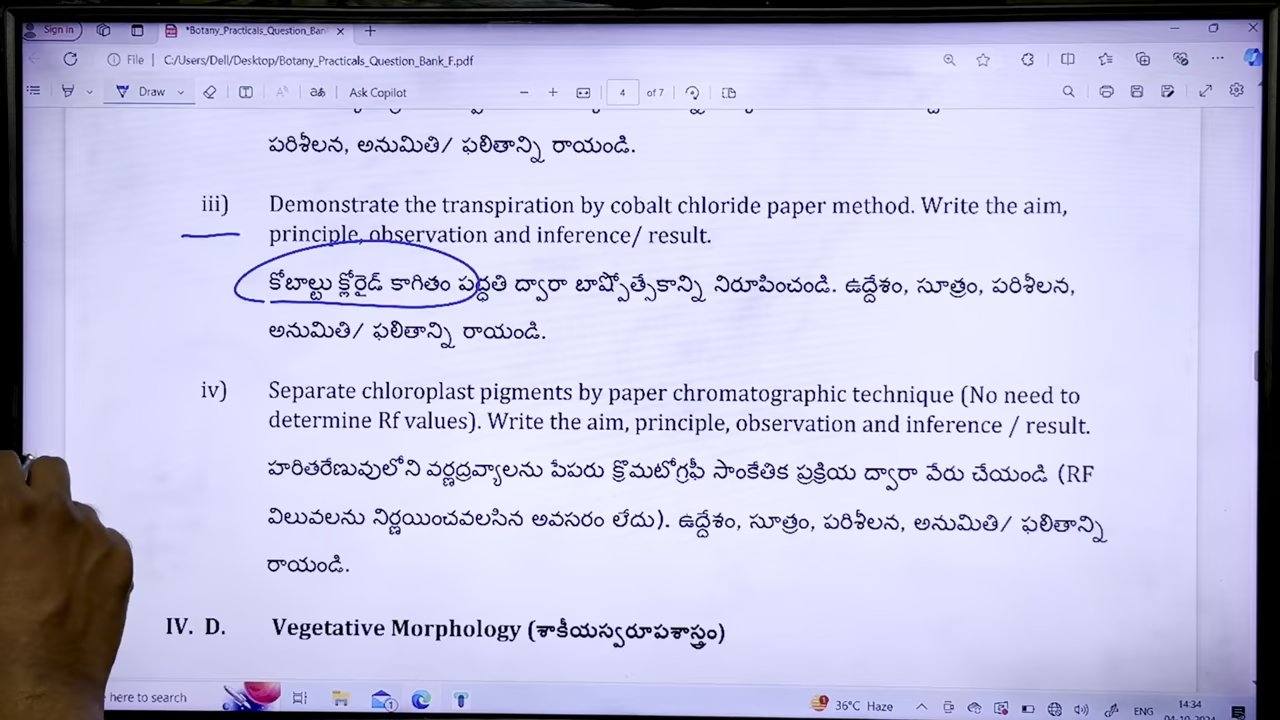 Sign in
*Botany_Practicals_Question_Ban
File
C:/Users/Dell/Desktop/Botany_Practicals_Question_Bank_F.pdf
Draw
Ask Copilot
4 of 7
పరిశీలన, అనుమితి/ ఫలితాన్ని రాయండి.
iii) Demonstrate the transpiration by cobalt chloride paper method. Write the aim,
principle, observation and inference/ result.
కోబాల్టు క్లోరైడ్ కాగితం పద్ధతి ద్వారా బాష్పోత్సేకాన్ని నిరూపించండి. ఉద్దేశం, సూత్రం, పరిశీలన,
అనుమితి/ ఫలితాన్ని రాయండి.
iv) Separate chloroplast pigments by paper chromatographic technique (No need to
determine Rf values). Write the aim, principle, observation and inference / result.
హరితరేణువులోని వర్ణద్రవ్యాలను పేపరు క్రొమటోగ్రఫీ సాంకేతిక ప్రక్రియ ద్వారా వేరు చేయండి (RF
విలువలను నిర్ణయించవలసిన అవసరం లేదు). ఉద్దేశం, సూత్రం, పరిశీలన, అనుమితి/ ఫలితాన్ని
రాయండి.
IV. D. Vegetative Morphology (శాకీయస్వరూపశాస్త్రం)
here to search
36°C Haze
ENG
14:34